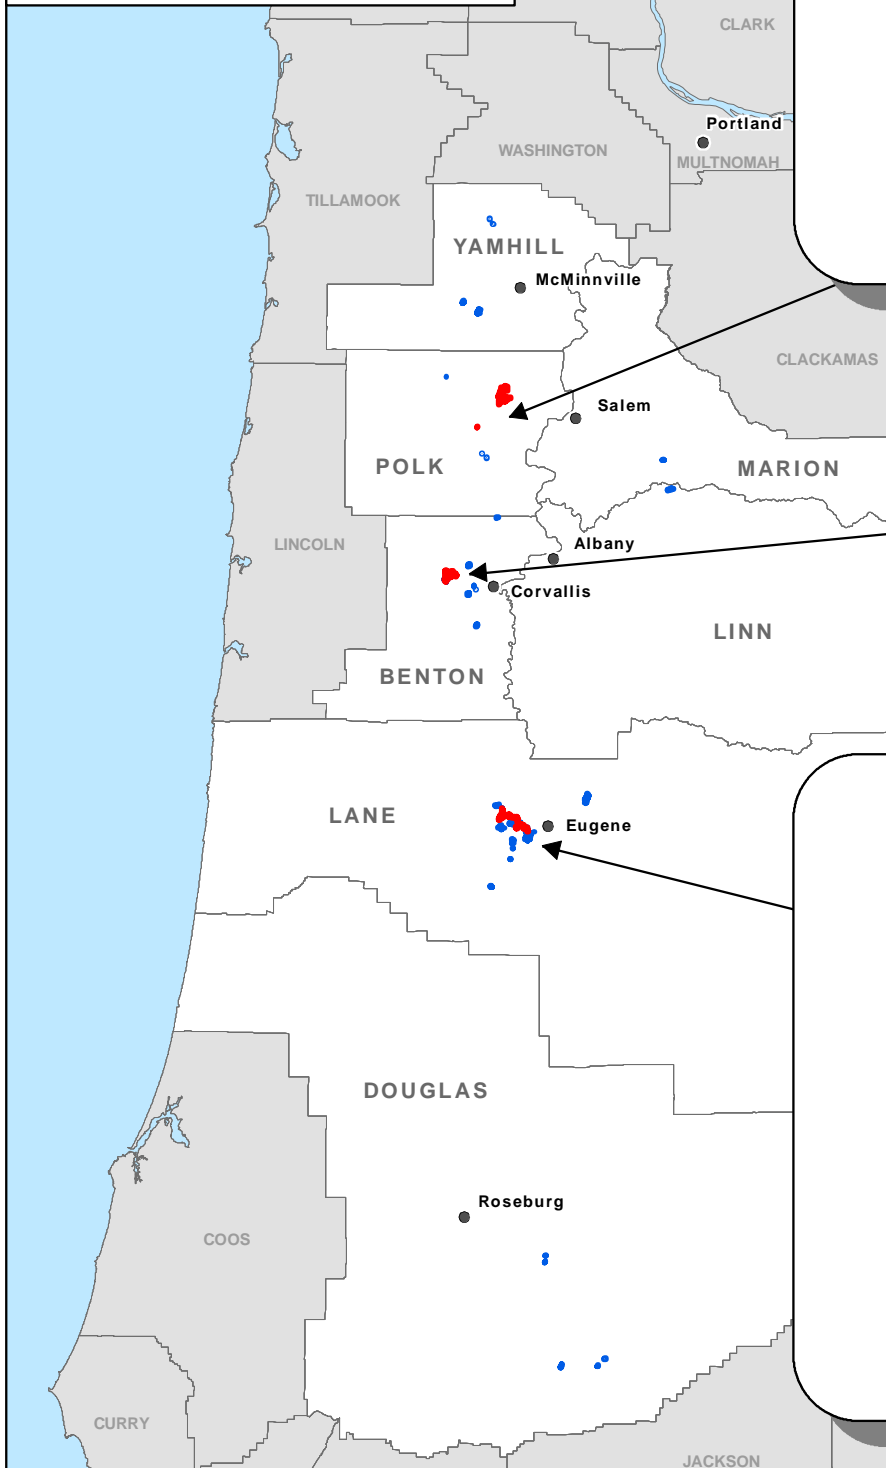 CLARK
Portland
WASHINGTON
MULTNOMAH
TILLAMOOK
YAMHILL
McMinnville
CLACKAMAS
Salem
POLK
MARION
LINCOLN
Albany
Corvallis
LINN
BENTON
LANE
Eugene
DOUGLAS
Roseburg
COOS
CURRY
JACKSON